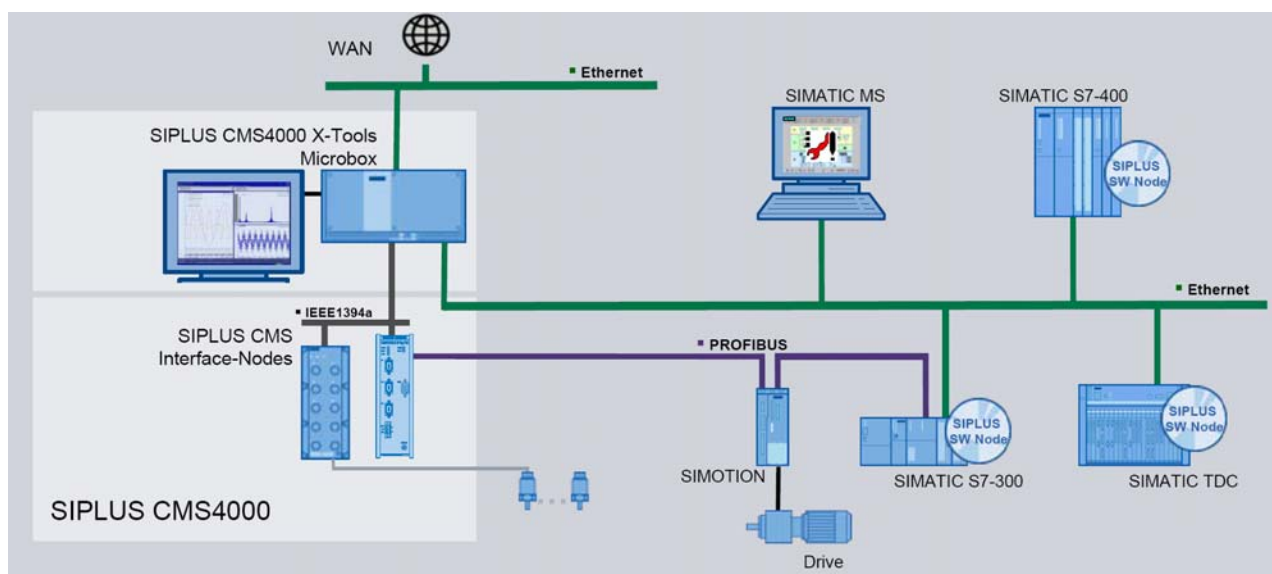 WAN
Ethernet
SIPLUS CMS4000 X-Tools
Microbox
SIMATIC MS
SIMATIC S7-400
SIPLUS
SW Node
Ethernet
IEEE1394a
SIPLUS CMS
Interface-Nodes
PROFIBUS
SIPLUS
SW Node
SIPLUS
SW Node
SIMOTION
SIMATIC S7-300
SIMATIC TDC
SIPLUS CMS4000
Drive